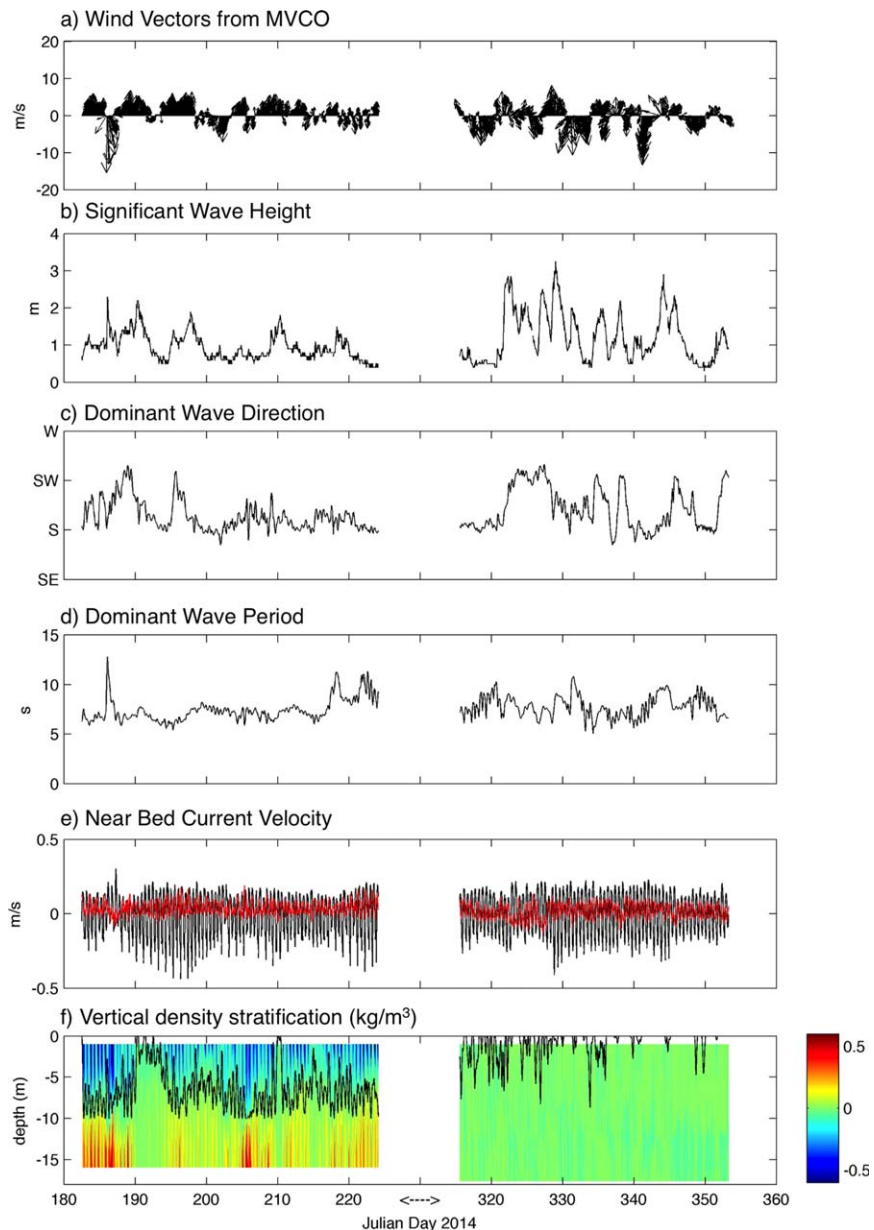 a) Wind Vectors from MVCO
20
10
0
-10
-20
m/s
b) Significant Wave Height
4
3
2
1
0
m
c) Dominant Wave Direction
W
SW
S
SE
d) Dominant Wave Period
15
10
5
0
s
e) Near Bed Current Velocity
0.5
0
-0.5
m/s
f) Vertical density stratification (kg/m³)
0
-5
-10
-15
depth (m)
0.5
0
-0.5
180 190 200 210 220 <----> 320 330 340 350 360
Julian Day 2014